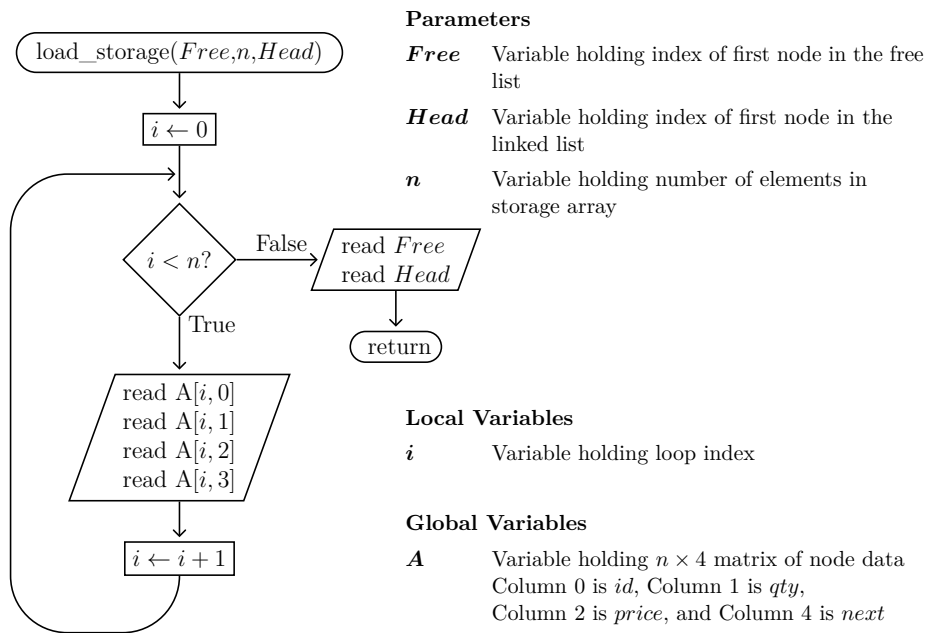 load_storage(Free,n,Head)
i ← 0
i < n?
False
read Free
read Head
return
True
read A[i, 0]
read A[i, 1]
read A[i, 2]
read A[i, 3]
i ← i + 1
Parameters
Free Variable holding index of first node in the free
list
Head Variable holding index of first node in the
linked list
n Variable holding number of elements in
storage array
Local Variables
i Variable holding loop index
Global Variables
A Variable holding n × 4 matrix of node data
Column 0 is id, Column 1 is qty,
Column 2 is price, and Column 4 is next